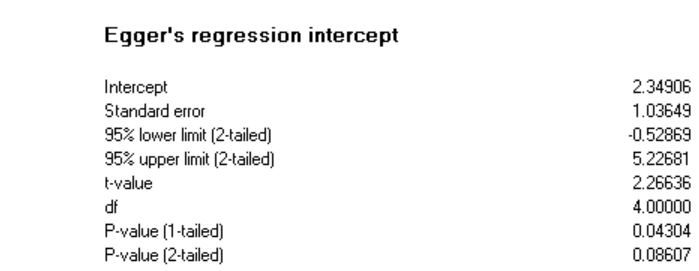 Egger's regression intercept
Intercept 2.34906
Standard error 1.03649
95% lower limit (2-tailed) -0.52869
95% upper limit (2-tailed) 5.22681
t-value 2.26636
df 4.00000
P-value (1-tailed) 0.04304
P-value (2-tailed) 0.08607